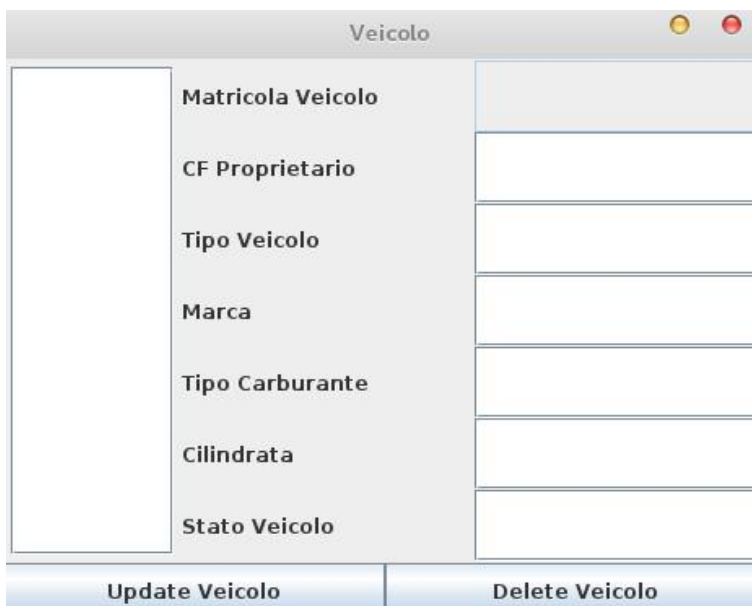 Veicolo
Matricola Veicolo
CF Proprietario
Tipo Veicolo
Marca
Tipo Carburante
Cilindrata
Stato Veicolo
Update Veicolo
Delete Veicolo